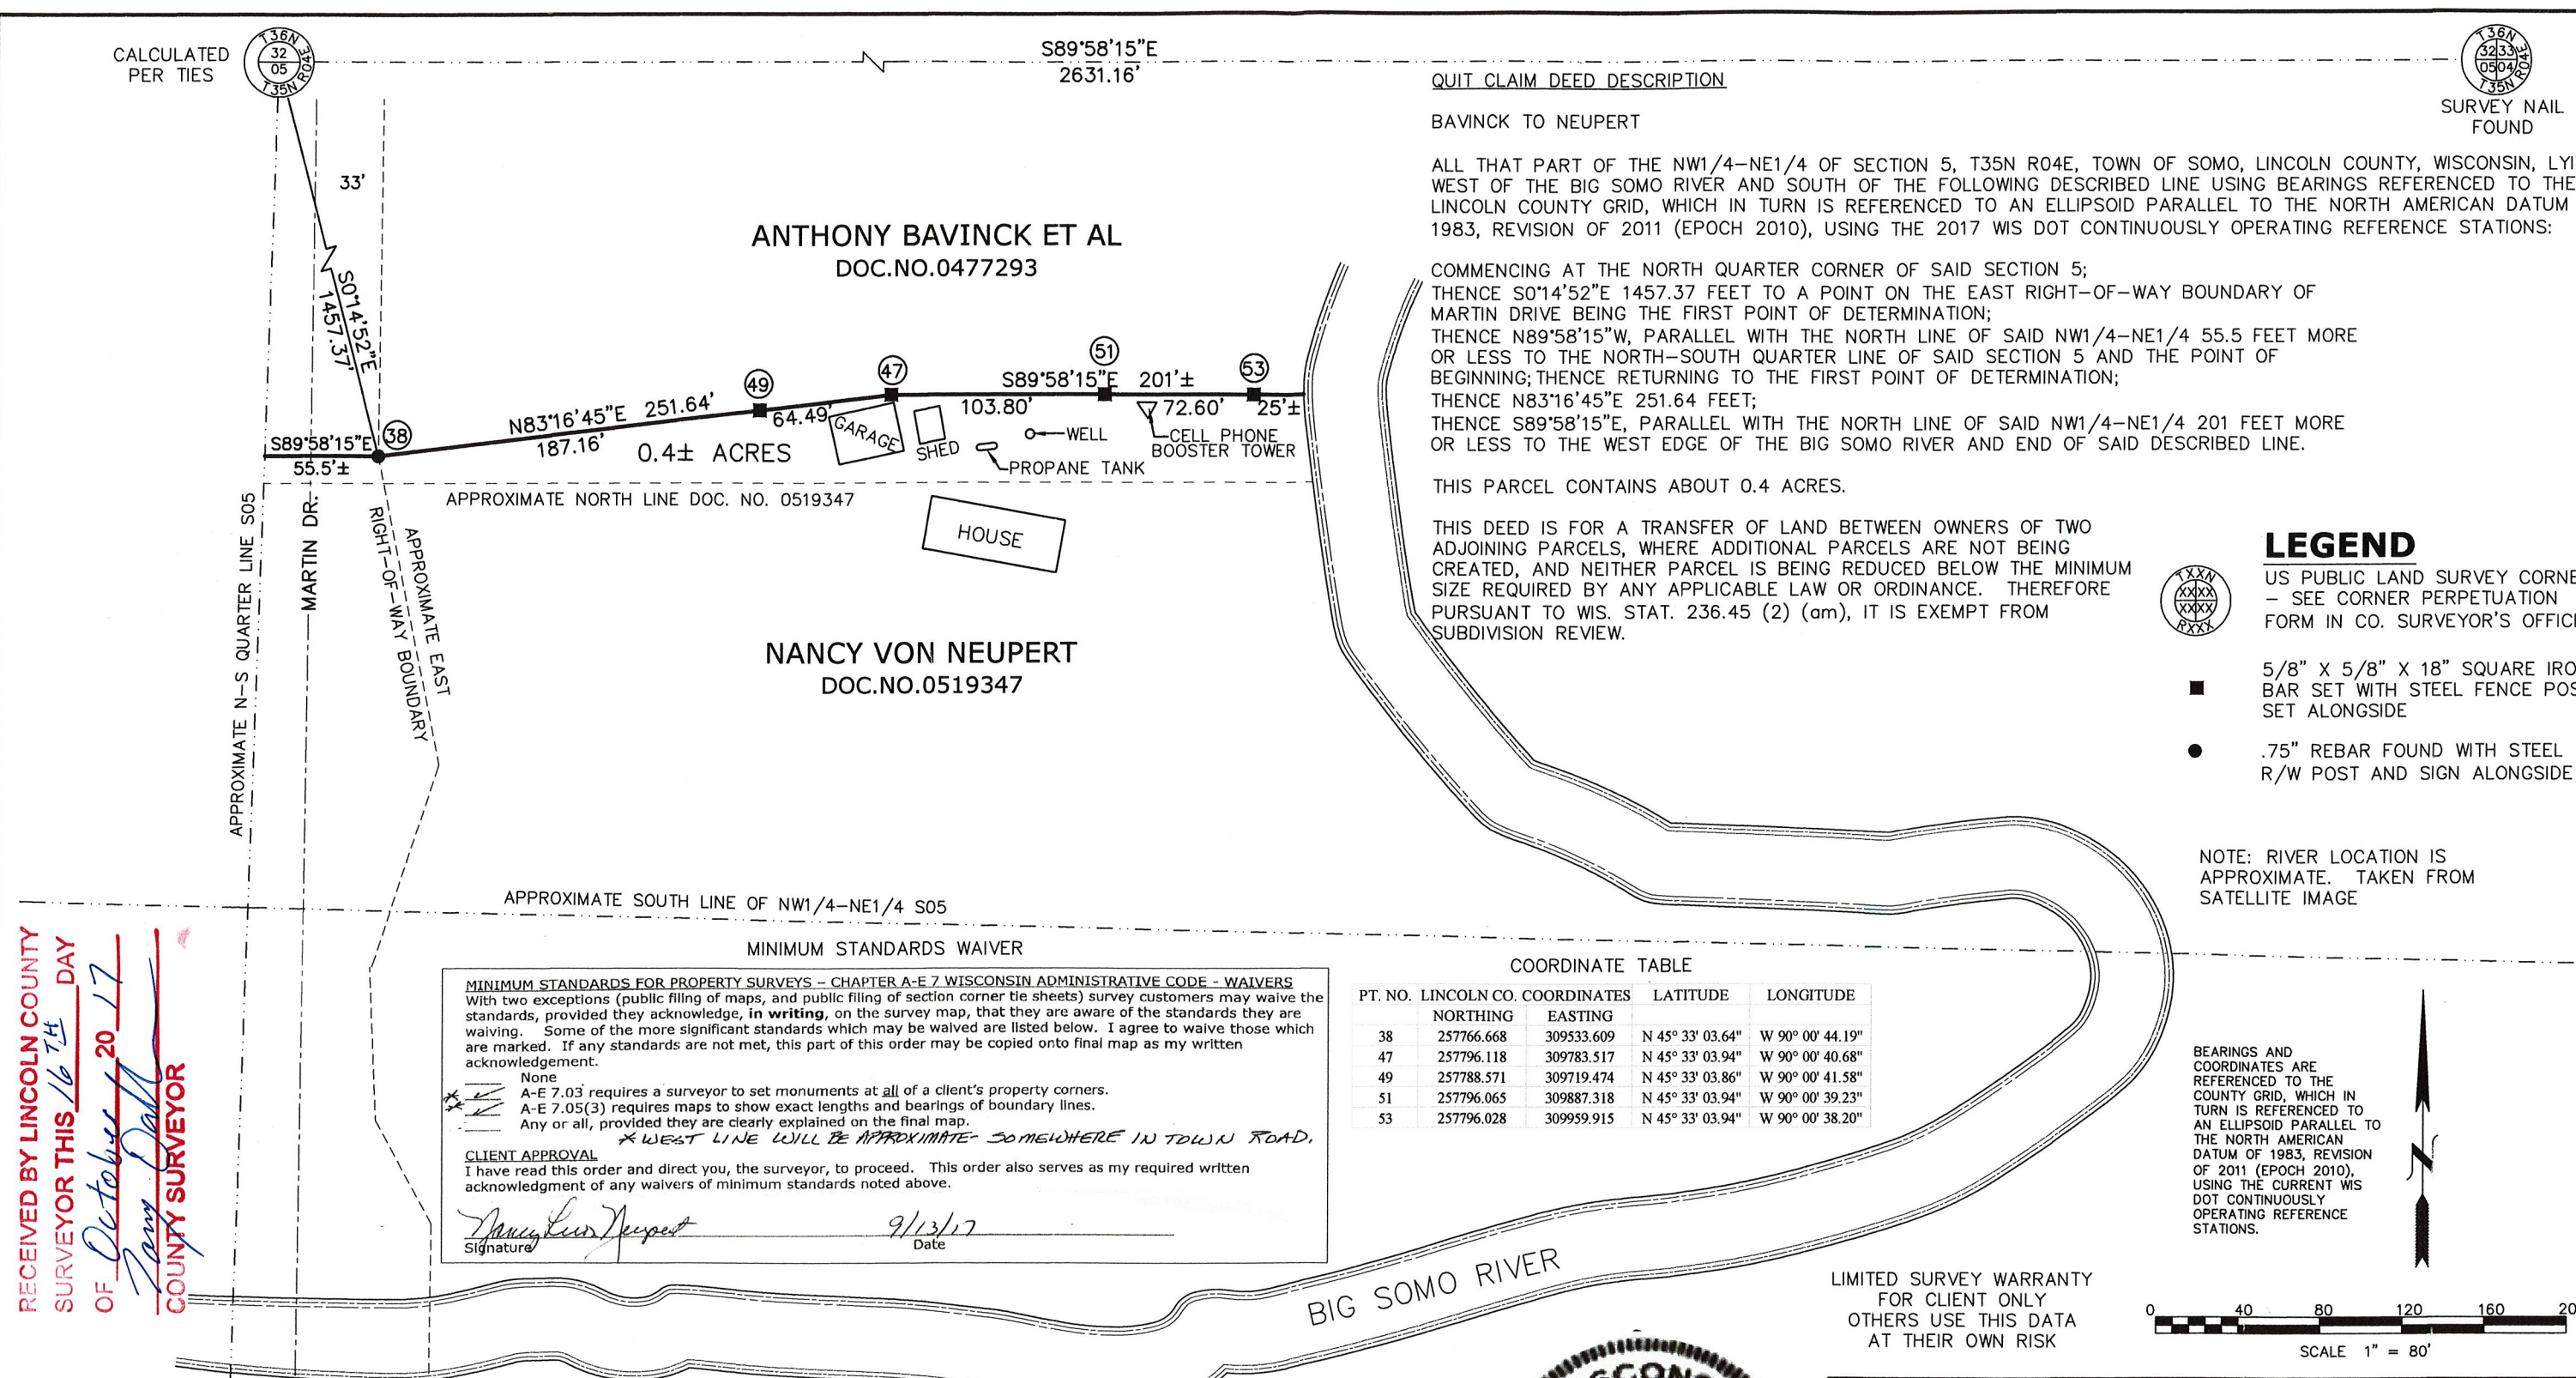 CALCULATED
PER TIES
T36N
32
05
T35N R04E
S89°58'15"E
2631.16'
T36N
32 33
05 04
T35N R04E
SURVEY NAIL
FOUND
33'
S0°14'52"E
1457.37'
ANTHONY BAVINCK ET AL
DOC.NO.0477293
QUIT CLAIM DEED DESCRIPTION
BAVINCK TO NEUPERT
ALL THAT PART OF THE NW1/4-NE1/4 OF SECTION 5, T35N R04E, TOWN OF SOMO, LINCOLN COUNTY, WISCONSIN, LYI
WEST OF THE BIG SOMO RIVER AND SOUTH OF THE FOLLOWING DESCRIBED LINE USING BEARINGS REFERENCED TO THE
LINCOLN COUNTY GRID, WHICH IN TURN IS REFERENCED TO AN ELLIPSOID PARALLEL TO THE NORTH AMERICAN DATUM
1983, REVISION OF 2011 (EPOCH 2010), USING THE 2017 WIS DOT CONTINUOUSLY OPERATING REFERENCE STATIONS:
COMMENCING AT THE NORTH QUARTER CORNER OF SAID SECTION 5;
THENCE S0°14'52"E 1457.37 FEET TO A POINT ON THE EAST RIGHT-OF-WAY BOUNDARY OF
MARTIN DRIVE BEING THE FIRST POINT OF DETERMINATION;
THENCE N89°58'15"W, PARALLEL WITH THE NORTH LINE OF SAID NW1/4-NE1/4 55.5 FEET MORE
OR LESS TO THE NORTH-SOUTH QUARTER LINE OF SAID SECTION 5 AND THE POINT OF
BEGINNING; THENCE RETURNING TO THE FIRST POINT OF DETERMINATION;
THENCE N83°16'45"E 251.64 FEET;
THENCE S89°58'15"E, PARALLEL WITH THE NORTH LINE OF SAID NW1/4-NE1/4 201 FEET MORE
OR LESS TO THE WEST EDGE OF THE BIG SOMO RIVER AND END OF SAID DESCRIBED LINE.
THIS PARCEL CONTAINS ABOUT 0.4 ACRES.
THIS DEED IS FOR A TRANSFER OF LAND BETWEEN OWNERS OF TWO
ADJOINING PARCELS, WHERE ADDITIONAL PARCELS ARE NOT BEING
CREATED, AND NEITHER PARCEL IS BEING REDUCED BELOW THE MINIMUM
SIZE REQUIRED BY ANY APPLICABLE LAW OR ORDINANCE. THEREFORE
PURSUANT TO WIS. STAT. 236.45 (2) (am), IT IS EXEMPT FROM
SUBDIVISION REVIEW.
S89°58'15"E
55.5'±
38
N83°16'45"E 251.64'
187.16'
49
64.49'
47
S89°58'15"E 201'±
103.80'
51
72.60'
53
25'±
0.4± ACRES
GARAGE
SHED
WELL
PROPANE TANK
CELL PHONE
BOOSTER TOWER
APPROXIMATE NORTH LINE DOC. NO. 0519347
HOUSE
NANCY VON NEUPERT
DOC.NO.0519347
APPROXIMATE N-S QUARTER LINE S05
MARTIN DR.
APPROXIMATE EAST
RIGHT-OF-WAY BOUNDARY
LEGEND
TXXN
XXXX
XXXX
RXXX
US PUBLIC LAND SURVEY CORNE
- SEE CORNER PERPETUATION
FORM IN CO. SURVEYOR'S OFFIC
5/8" X 5/8" X 18" SQUARE IRO
BAR SET WITH STEEL FENCE POS
SET ALONGSIDE
.75" REBAR FOUND WITH STEEL
R/W POST AND SIGN ALONGSIDE
NOTE: RIVER LOCATION IS
APPROXIMATE. TAKEN FROM
SATELLITE IMAGE
APPROXIMATE SOUTH LINE OF NW1/4-NE1/4 S05
RECEIVED BY LINCOLN COUNTY
SURVEYOR THIS 16TH DAY
OF October 20 17
COUNTY SURVEYOR
MINIMUM STANDARDS WAIVER
MINIMUM STANDARDS FOR PROPERTY SURVEYS - CHAPTER A-E 7 WISCONSIN ADMINISTRATIVE CODE - WAIVERS
With two exceptions (public filing of maps, and public filing of section corner tie sheets) survey customers may waive the
standards, provided they acknowledge, in writing, on the survey map, that they are aware of the standards they are
waiving. Some of the more significant standards which may be waived are listed below. I agree to waive those which
are marked. If any standards are not met, this part of this order may be copied onto final map as my written
acknowledgement.
None
A-E 7.03 requires a surveyor to set monuments at all of a client's property corners.
A-E 7.05(3) requires maps to show exact lengths and bearings of boundary lines.
Any or all, provided they are clearly explained on the final map.
* WEST LINE WILL BE APPROXIMATE- SOMEWHERE IN TOWN ROAD.
CLIENT APPROVAL
I have read this order and direct you, the surveyor, to proceed. This order also serves as my required written
acknowledgment of any waivers of minimum standards noted above.
9/13/17
Signature Date
COORDINATE TABLE
PT. NO. LINCOLN CO. COORDINATES LATITUDE LONGITUDE
NORTHING EASTING
38 257766.668 309533.609 N 45° 33' 03.64" W 90° 00' 44.19"
47 257796.118 309783.517 N 45° 33' 03.94" W 90° 00' 40.68"
49 257788.571 309719.474 N 45° 33' 03.86" W 90° 00' 41.58"
51 257796.065 309887.318 N 45° 33' 03.94" W 90° 00' 39.23"
53 257796.028 309959.915 N 45° 33' 03.94" W 90° 00' 38.20"
BEARINGS AND
COORDINATES ARE
REFERENCED TO THE
COUNTY GRID, WHICH IN
TURN IS REFERENCED TO
AN ELLIPSOID PARALLEL TO
THE NORTH AMERICAN
DATUM OF 1983, REVISION
OF 2011 (EPOCH 2010),
USING THE CURRENT WIS
DOT CONTINUOUSLY
OPERATING REFERENCE
STATIONS.
N
BIG SOMO RIVER
LIMITED SURVEY WARRANTY
FOR CLIENT ONLY
OTHERS USE THIS DATA
AT THEIR OWN RISK
0 40 80 120 160 20
SCALE 1" = 80'